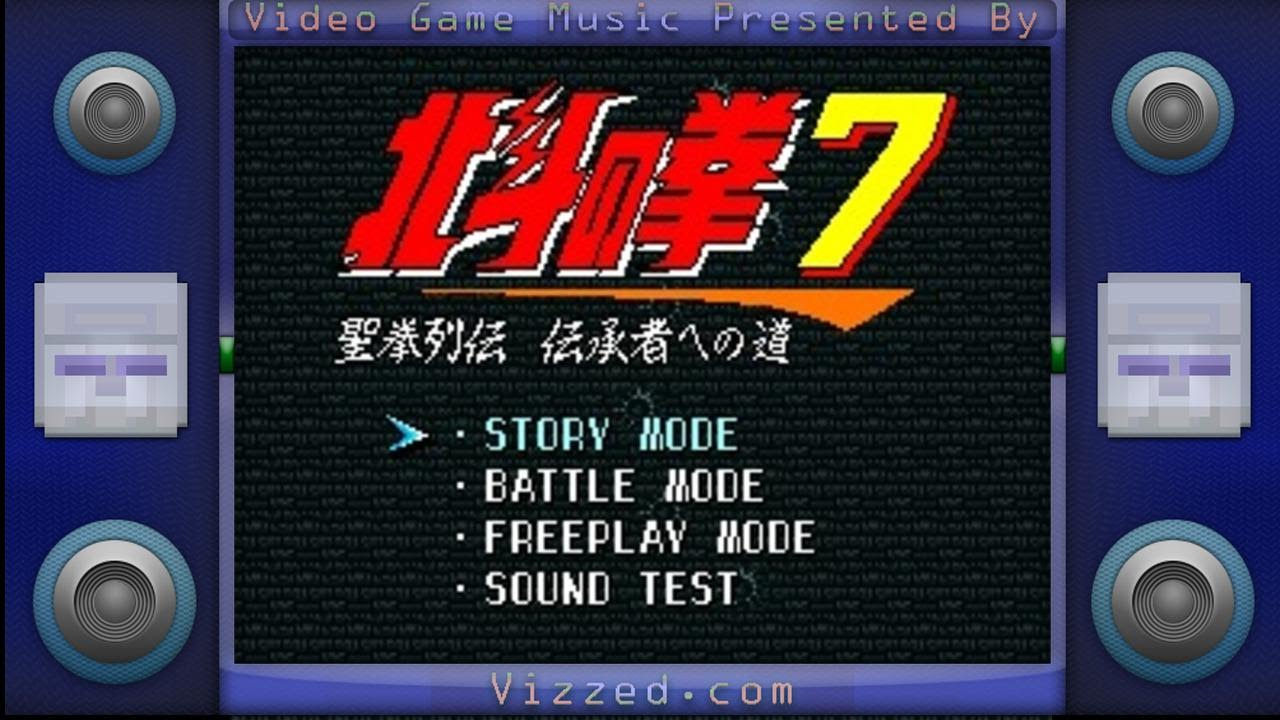 Video Game Music Presented By
北斗の拳7
聖拳列伝 伝承者への道
・STORY MODE
・BATTLE MODE
・FREEPLAY MODE
・SOUND TEST
Vizzed.com